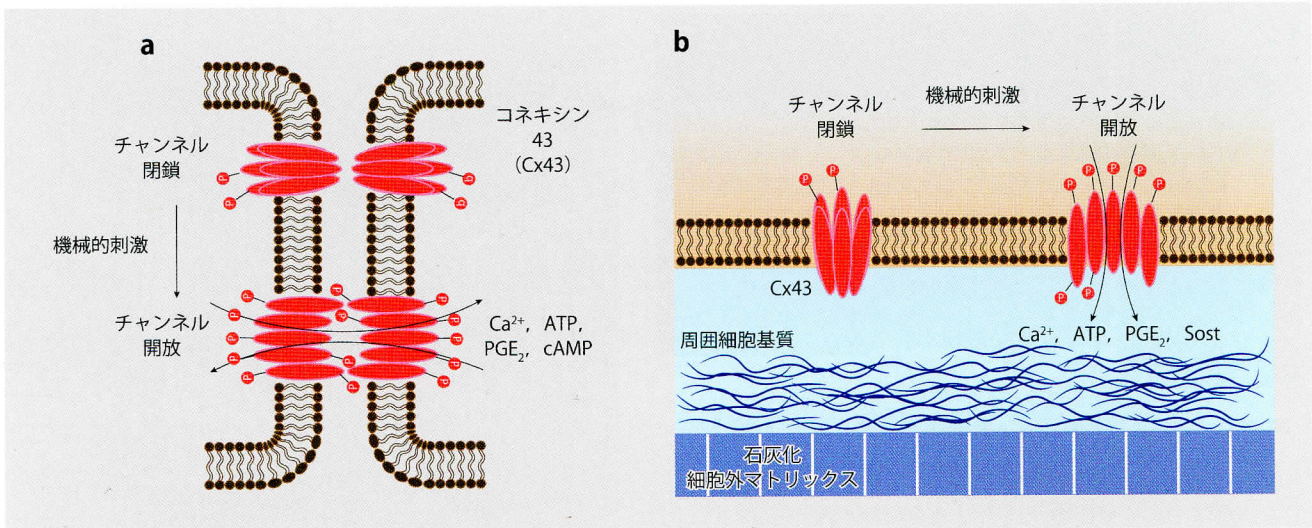 a
コネキシン
43
（Cx43）
チャンネル
閉鎖
P
P
P
P
機械的刺激
チャンネル
開放
P
P
P
P
P
P
P
P
P
P
P
P
P
P
Ca²⁺, ATP,
PGE₂, cAMP
b
チャンネル
閉鎖
機械的刺激
チャンネル
開放
P
P
P
P
P
P
P
P
P
Cx43
Ca²⁺, ATP, PGE₂, Sost
周囲細胞基質
石灰化
細胞外マトリックス